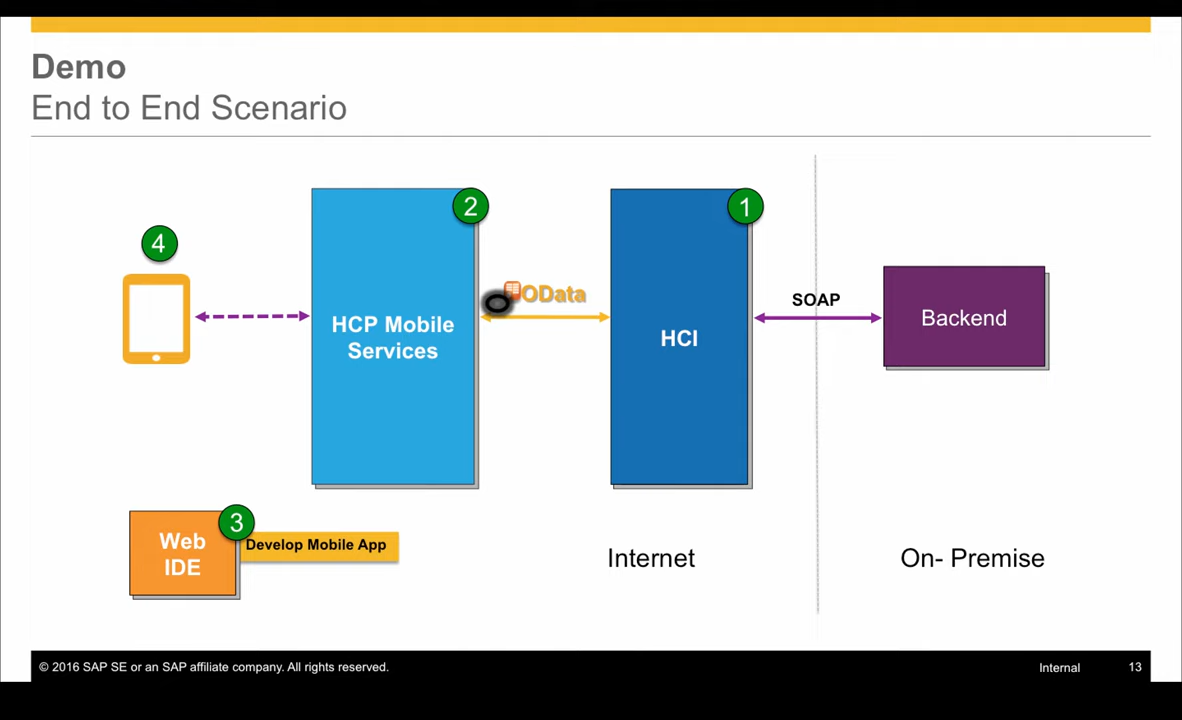 Demo
End to End Scenario
4
2
1
OData
SOAP
HCP Mobile
Services
HCI
Backend
3
Web
IDE
Develop Mobile App
Internet
On- Premise
© 2016 SAP SE or an SAP affiliate company. All rights reserved.
Internal
13